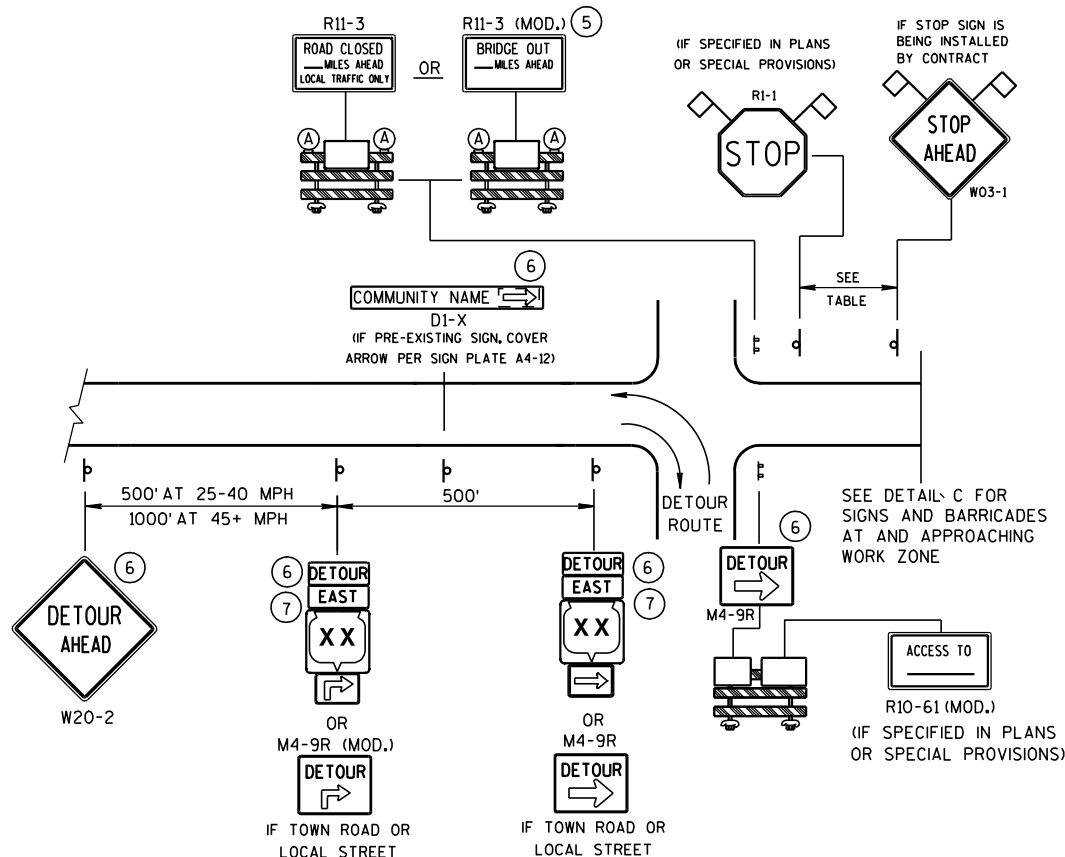 R11-3
ROAD CLOSED
___MILES AHEAD
LOCAL TRAFFIC ONLY
OR
R11-3 (MOD.)
5
BRIDGE OUT
___MILES AHEAD
A
A
A
A
(IF SPECIFIED IN PLANS
OR SPECIAL PROVISIONS)
R1-1
STOP
IF STOP SIGN IS
BEING INSTALLED
BY CONTRACT
STOP
AHEAD
W03-1
SEE
TABLE
6
COMMUNITY NAME
D1-X
(IF PRE-EXISTING SIGN, COVER
ARROW PER SIGN PLATE A4-12)
500' AT 25-40 MPH
1000' AT 45+ MPH
500'
DETOUR
ROUTE
SEE DETAIL C FOR
SIGNS AND BARRICADES
AT AND APPROACHING
WORK ZONE
6
DETOUR
AHEAD
W20-2
6
DETOUR
7
EAST
XX
OR
M4-9R (MOD.)
DETOUR
IF TOWN ROAD OR
LOCAL STREET
DETOUR
6
EAST
7
XX
OR
M4-9R
DETOUR
IF TOWN ROAD OR
LOCAL STREET
6
DETOUR
M4-9R
ACCESS TO
R10-61 (MOD.)
(IF SPECIFIED IN PLANS
OR SPECIAL PROVISIONS)